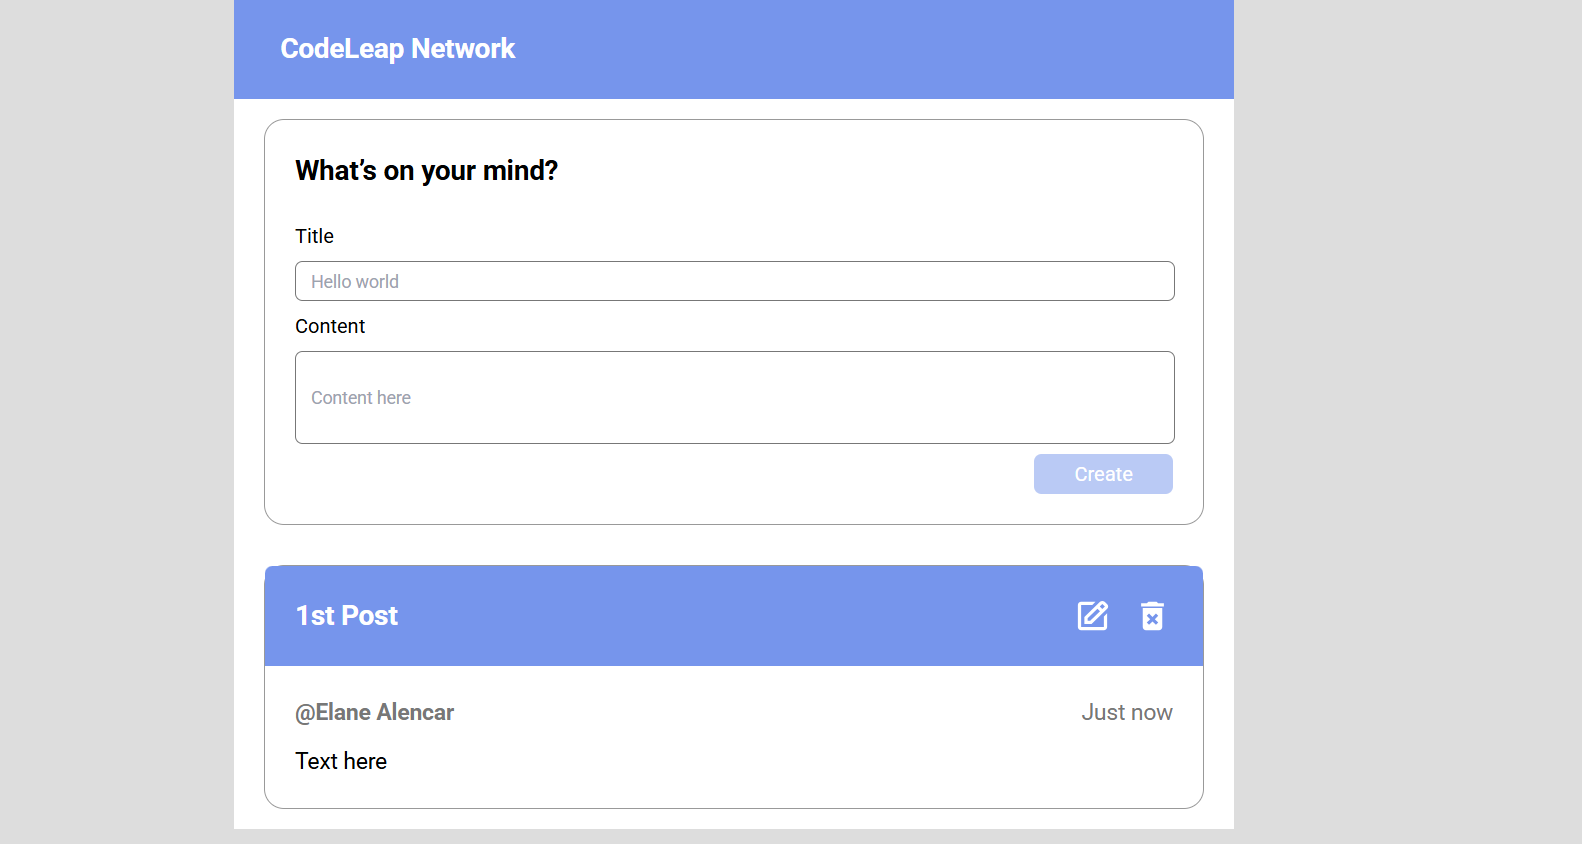 CodeLeap Network
What’s on your mind?
Title
Hello world
Content
Content here
Create
1st Post
@Elane Alencar
Just now
Text here